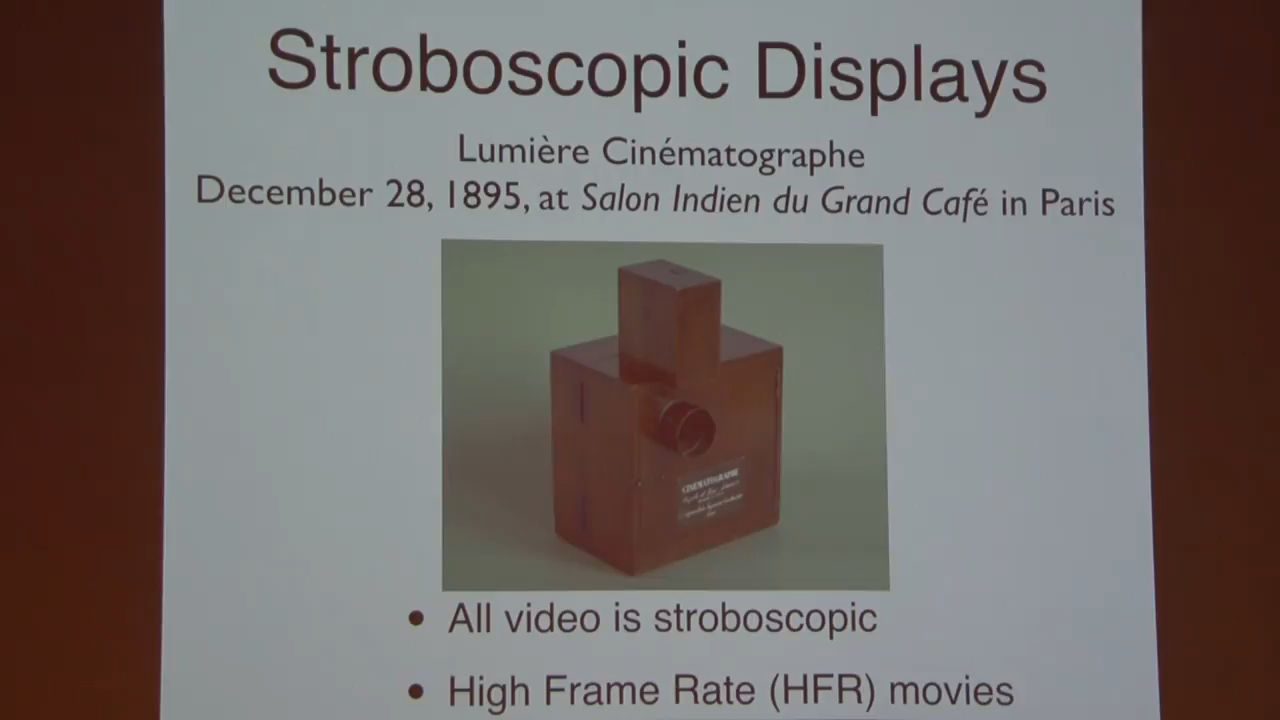 Stroboscopic Displays
Lumière Cinématographe
December 28, 1895, at Salon Indien du Grand Café in Paris
CINEMATOGRAPHE
• All video is stroboscopic
• High Frame Rate (HFR) movies